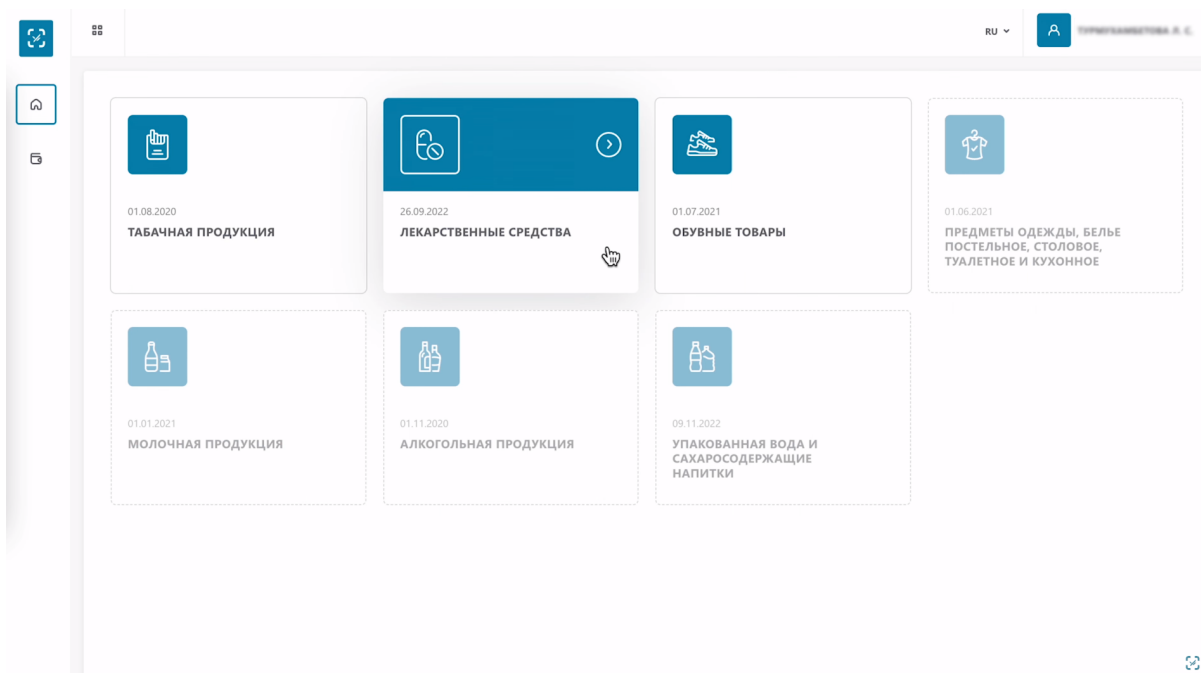 RU
01.08.2020
ТАБАЧНАЯ ПРОДУКЦИЯ
26.09.2022
ЛЕКАРСТВЕННЫЕ СРЕДСТВА
01.07.2021
ОБУВНЫЕ ТОВАРЫ
01.06.2021
ПРЕДМЕТЫ ОДЕЖДЫ, БЕЛЬЕ
ПОСТЕЛЬНОЕ, СТОЛОВОЕ,
ТУАЛЕТНОЕ И КУХОННОЕ
01.01.2021
МОЛОЧНАЯ ПРОДУКЦИЯ
01.11.2020
АЛКОГОЛЬНАЯ ПРОДУКЦИЯ
09.11.2022
УПАКОВАННАЯ ВОДА И
САХАРОСОДЕРЖАЩИЕ
НАПИТКИ